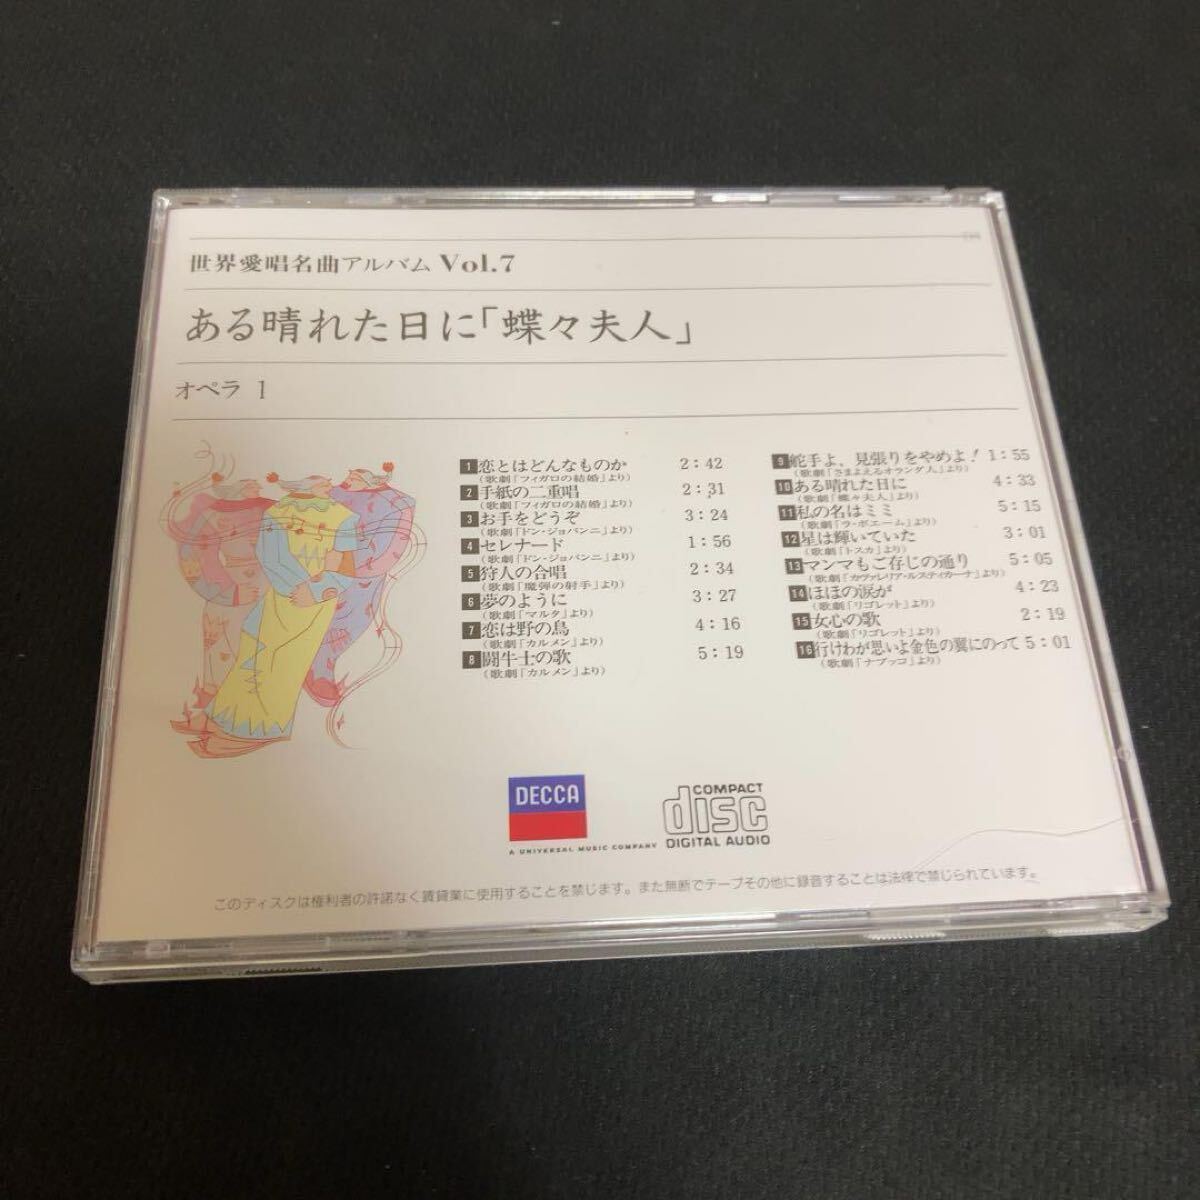 世界愛唱名曲アルバム Vol.7
ある晴れた日に「蝶々夫人」
オペラ 1
1 恋とはどんなものか 2:42
(歌劇「フィガロの結婚」より)
2 手紙の二重唱 2:31
(歌劇「フィガロの結婚」より)
3 お手をどうぞ 3:24
(歌劇「ドン・ジョバンニ」より)
4 セレナード 1:56
(歌劇「ドン・ジョバンニ」より)
5 狩人の合唱 2:34
(歌劇「魔弾の射手」より)
6 夢のように 3:27
(歌劇「マルタ」より)
7 恋は野の鳥 4:16
(歌劇「カルメン」より)
8 闘牛士の歌 5:19
(歌劇「カルメン」より)
9 舵手よ、見張りをやめよ! 1:55
(歌劇「さまよえるオランダ人」より)
10 ある晴れた日に 4:33
(歌劇「蝶々夫人」より)
11 私の名はミミ 5:15
(歌劇「ラ・ボエーム」より)
12 星は輝いていた 3:01
(歌劇「トスカ」より)
13 マンマもご存じの通り 5:05
(歌劇「カヴァレリア・ルスティカーナ」より)
14 ほほの涙が 4:23
(歌劇「リゴレット」より)
15 女心の歌 2:19
(歌劇「リゴレット」より)
16 行けわが思いよ金色の翼にのって 5:01
(歌劇「ナブッコ」より)
DECCA
A UNIVERSAL MUSIC COMPANY
COMPACT
disc
DIGITAL AUDIO
このディスクは権利者の許諾なく賃貸業に使用することを禁じます。また無断でテープその他に録音することは法律で禁じられています。